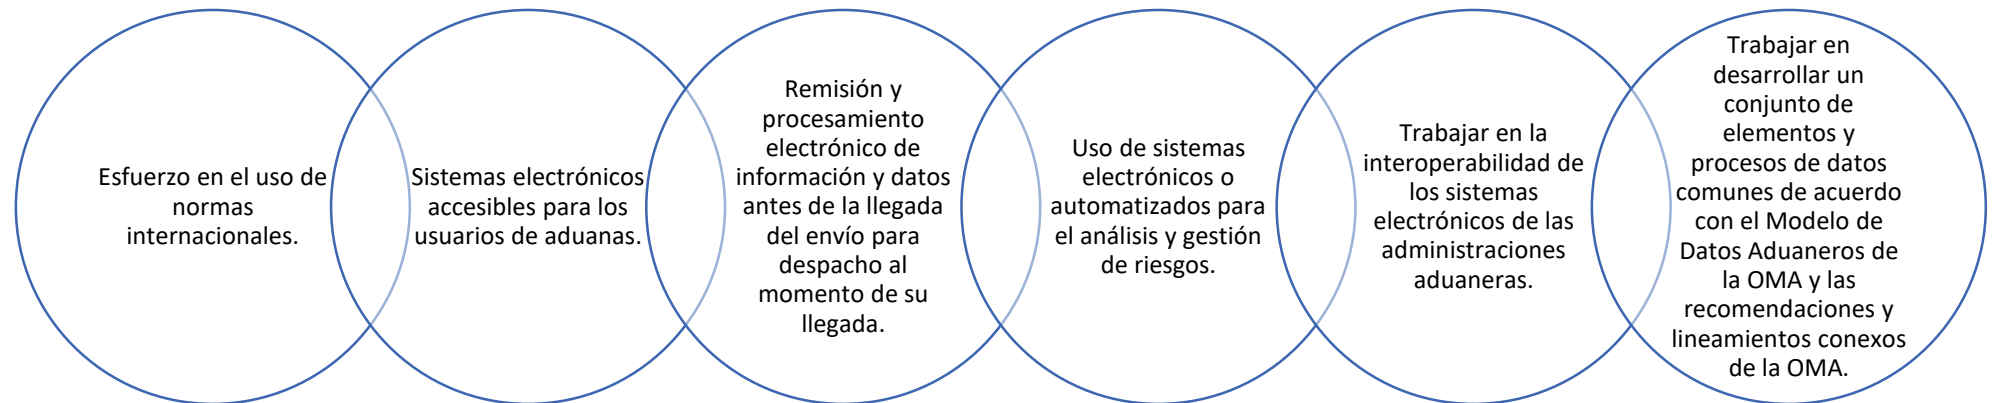 Esfuerzo en el uso de
normas
internacionales.
Sistemas electrónicos
accesibles para los
usuarios de aduanas.
Remisión y
procesamiento
electrónico de
información y datos
antes de la llegada
del envío para
despacho al
momento de su
llegada.
Uso de sistemas
electrónicos o
automatizados para
el análisis y gestión
de riesgos.
Trabajar en la
interoperabilidad de
los sistemas
electrónicos de las
administraciones
aduaneras.
Trabajar en
desarrollar un
conjunto de
elementos y
procesos de datos
comunes de acuerdo
con el Modelo de
Datos Aduaneros de
la OMA y las
recomendaciones y
lineamientos conexos
de la OMA.